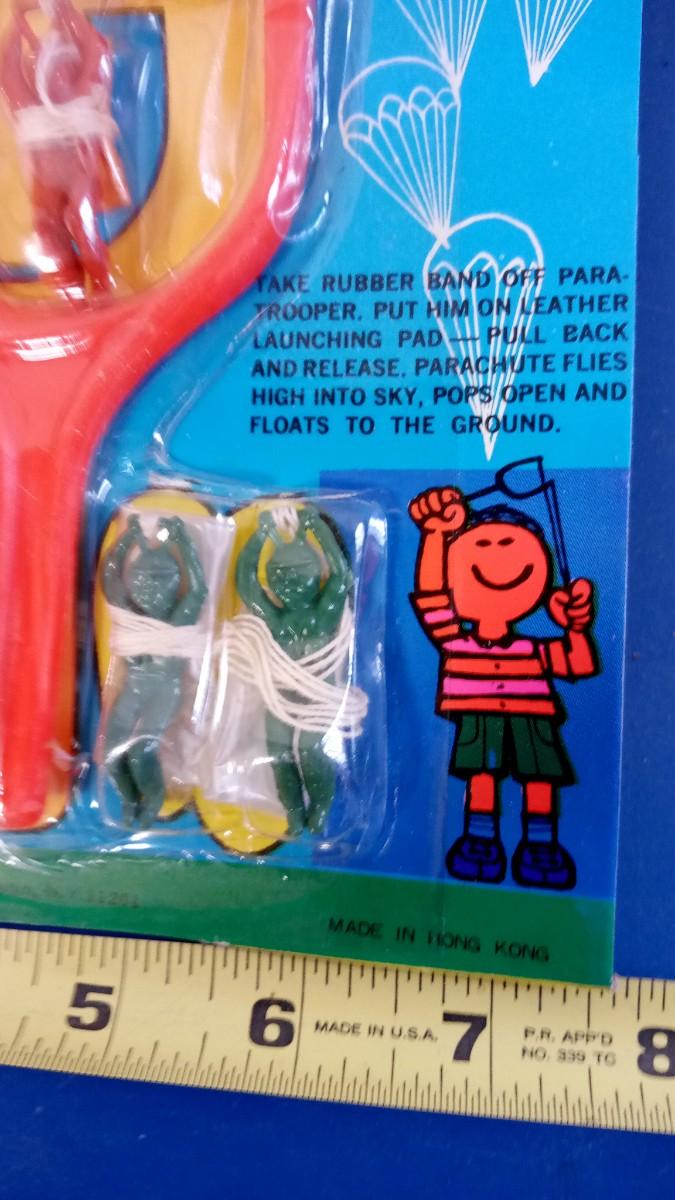 TAKE RUBBER BAND OFF PARA-
TROOPER. PUT HIM ON LEATHER
LAUNCHING PAD — PULL BACK
AND RELEASE. PARACHUTE FLIES
HIGH INTO SKY, POPS OPEN AND
FLOATS TO THE GROUND.
11201
MADE IN HONG KONG
5 6 MADE IN U.S.A. 7 P.R. APP'D 8
NO. 339 TC